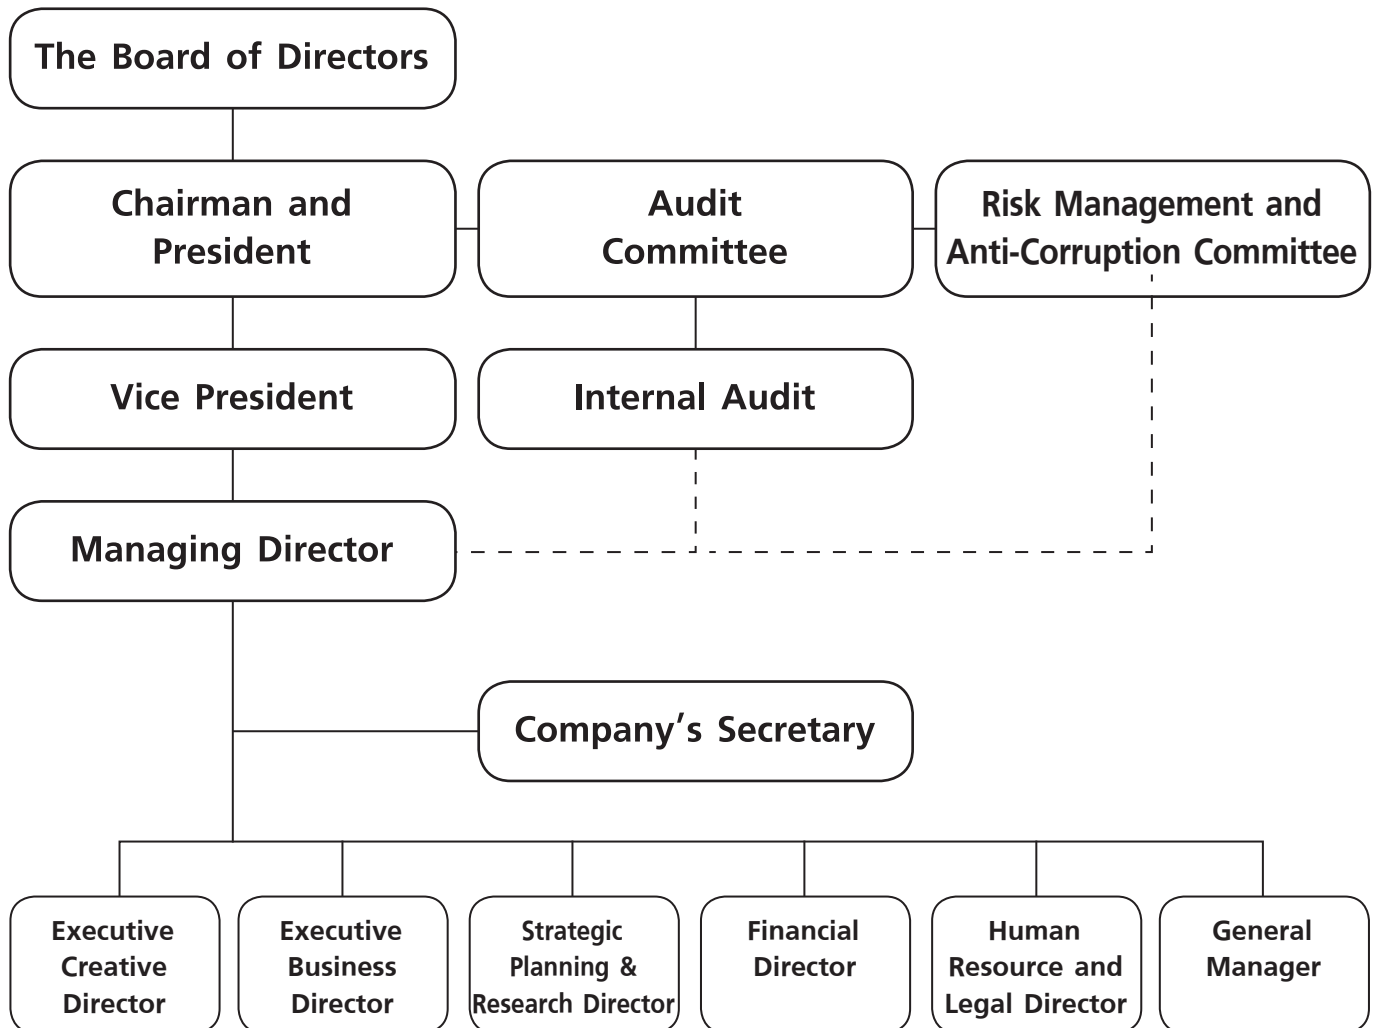 The Board of Directors
Chairman and
President
Audit
Committee
Risk Management and
Anti-Corruption Committee
Vice President
Internal Audit
Managing Director
Company’s Secretary
Executive
Creative
Director
Executive
Business
Director
Strategic
Planning &
Research Director
Financial
Director
Human
Resource and
Legal Director
General
Manager